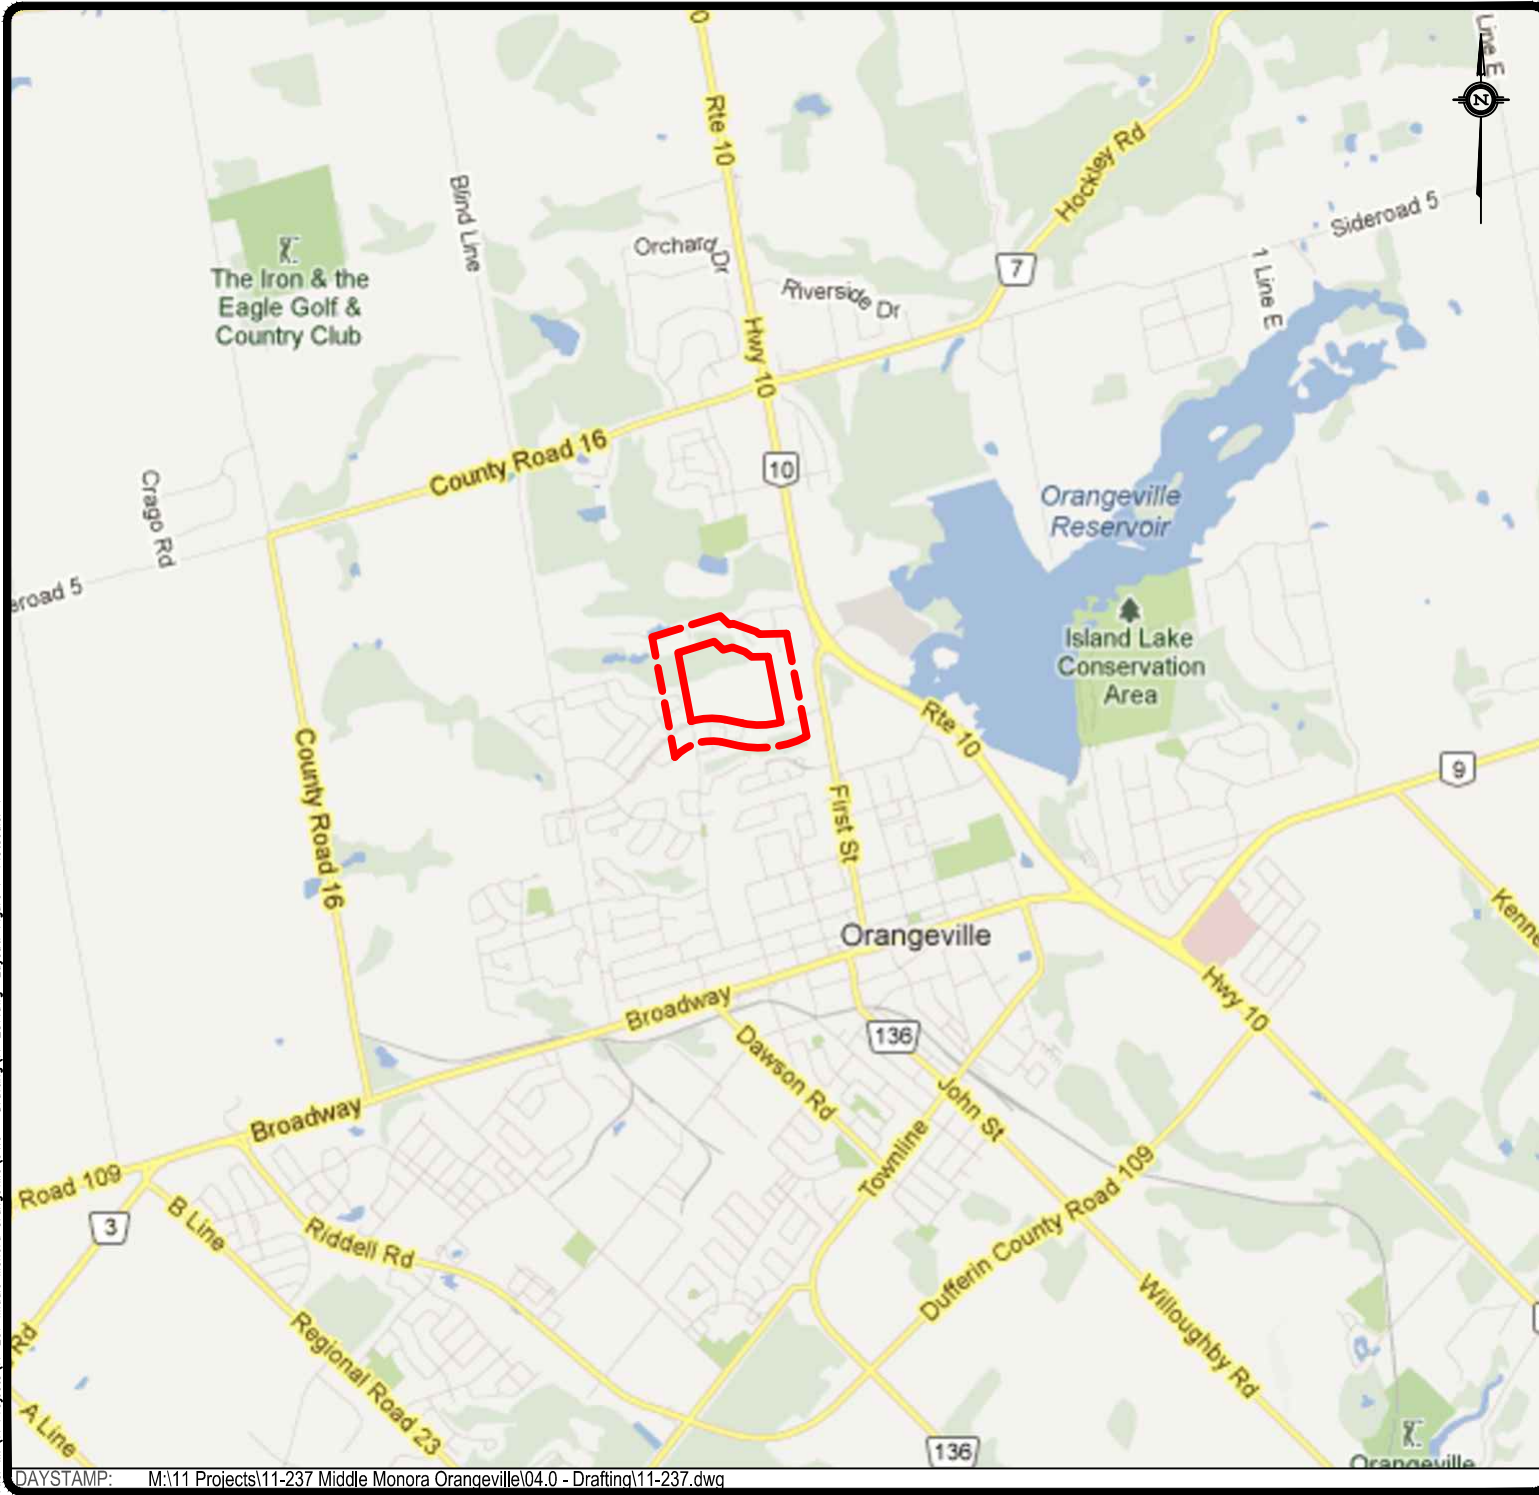 Line E
N
Rte 10
Hockley Rd
Blind Line
Sideroad 5
Orchard Dr
The Iron & the
Eagle Golf &
Country Club
7
1 Line E
Riverside Dr
Hwy 10
County Road 16
10
Crago Rd
Orangeville
Reservoir
eroad 5
Island Lake
Conservation
Area
Rte 10
County Road 16
First St
9
Orangeville
Broadway
Hwy 10
136
Dawson Rd
John St
Broadway
Townline
Road 109
3
B Line
Riddell Rd
Dufferin County Road 109
Willoughby Rd
Regional Road 23
Rd
A Line
136
Orangeville
DAYSTAMP: M:\11 Projects\11-237 Middle Monora Orangeville\04.0 - Drafting\11-237.dwg